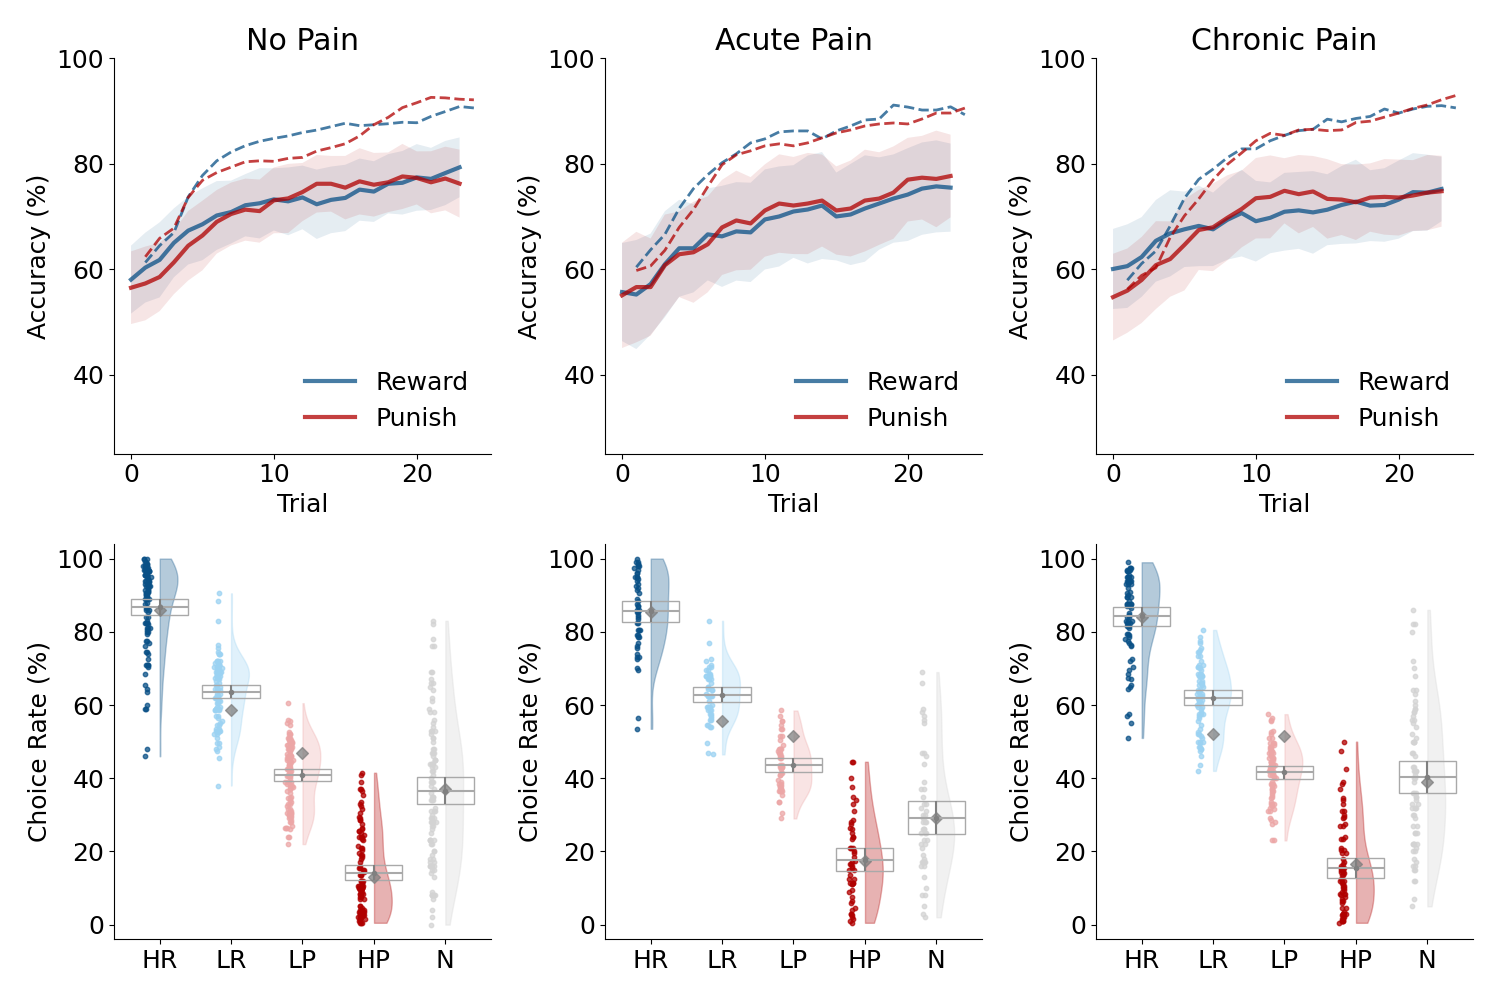 No Pain
Acute Pain
Chronic Pain
100
80
60
40
Accuracy (%)
0
10
20
Trial
Reward
Punish
100
80
60
40
Accuracy (%)
0
10
20
Trial
Reward
Punish
100
80
60
40
Accuracy (%)
0
10
20
Trial
Reward
Punish
100
80
60
40
20
0
Choice Rate (%)
HR
LR
LP
HP
N
100
80
60
40
20
0
Choice Rate (%)
HR
LR
LP
HP
N
100
80
60
40
20
0
Choice Rate (%)
HR
LR
LP
HP
N